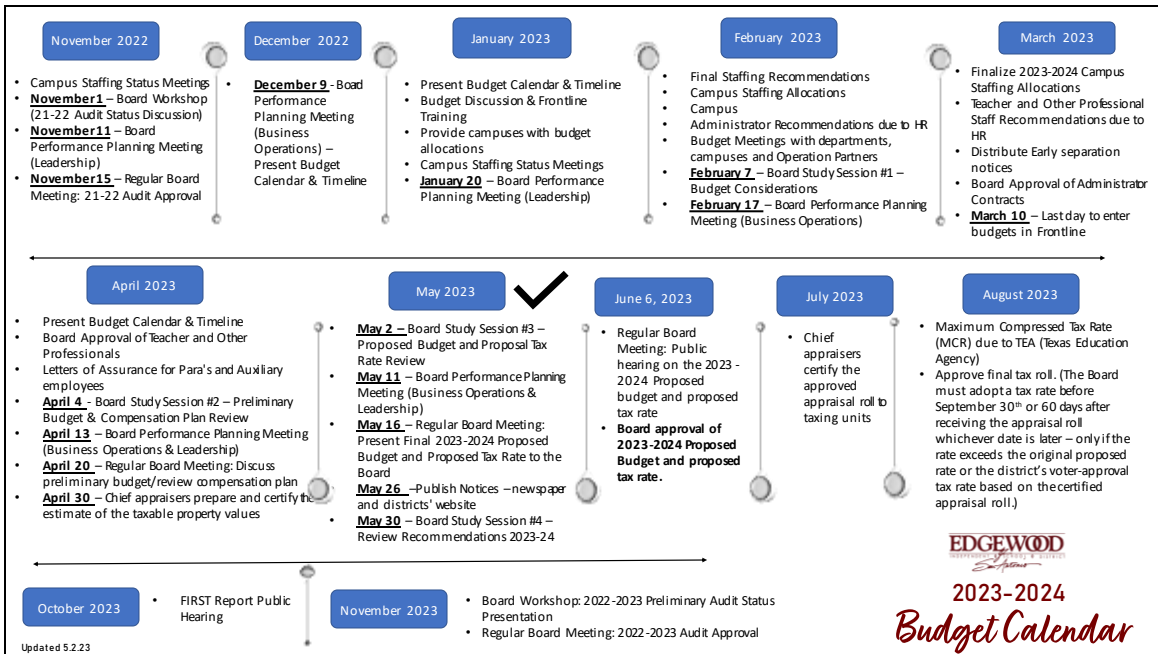 November 2022
• Campus Staffing Status Meetings
• November1 – Board Workshop
(21-22 Audit Status Discussion)
• November11 – Board
Performance Planning Meeting
(Leadership)
• November15 – Regular Board
Meeting: 21-22 Audit Approval
December 2022
• December 9 - Board
Performance
Planning Meeting
(Business
Operations) –
Present Budget
Calendar & Timeline
January 2023
• Present Budget Calendar & Timeline
• Budget Discussion & Frontline
Training
• Provide campuses with budget
allocations
• Campus Staffing Status Meetings
• January 20 – Board Performance
Planning Meeting (Leadership)
February 2023
• Final Staffing Recommendations
• Campus Staffing Allocations
• Campus
• Administrator Recommendations due to HR
• Budget Meetings with departments,
campuses and Operation Partners
• February 7 – Board Study Session #1 –
Budget Considerations
• February 17 – Board Performance Planning
Meeting (Business Operations)
March 2023
• Finalize 2023-2024 Campus
Staffing Allocations
• Teacher and Other Professional
Staff Recommendations due to
HR
• Distribute Early separation
notices
• Board Approval of Administrator
Contracts
• March 10 – Last day to enter
budgets in Frontline
April 2023
• Present Budget Calendar & Timeline
• Board Approval of Teacher and Other
Professionals
• Letters of Assurance for Para's and Auxiliary
employees
• April 4 - Board Study Session #2 – Preliminary
Budget & Compensation Plan Review
• April 13 – Board Performance Planning Meeting
(Business Operations & Leadership)
• April 20 – Regular Board Meeting: Discuss
preliminary budget/review compensation plan
• April 30 – Chief appraisers prepare and certify the
estimate of the taxable property values
May 2023
• May 2 – Board Study Session #3 –
Proposed Budget and Proposal Tax
Rate Review
• May 11 – Board Performance Planning
Meeting (Business Operations &
Leadership)
• May 16 – Regular Board Meeting:
Present Final 2023-2024 Proposed
Budget and Proposed Tax Rate to the
Board
• May 26 –Publish Notices – newspaper
and districts' website
• May 30 – Board Study Session #4 –
Review Recommendations 2023-24
June 6, 2023
• Regular Board
Meeting: Public
hearing on the 2023 -
2024 Proposed
budget and proposed
tax rate
• Board approval of
2023-2024 Proposed
Budget and proposed
tax rate.
July 2023
• Chief
appraisers
certify the
approved
appraisal roll to
taxing units
August 2023
• Maximum Compressed Tax Rate
(MCR) due to TEA (Texas Education
Agency)
• Approve final tax roll. (The Board
must adopt a tax rate before
September 30th or 60 days after
receiving the appraisal roll
whichever date is later – only if the
rate exceeds the original proposed
rate or the district's voter-approval
tax rate based on the certified
appraisal roll.)
October 2023
• FIRST Report Public
Hearing
November 2023
• Board Workshop: 2022-2023 Preliminary Audit Status
Presentation
• Regular Board Meeting: 2022-2023 Audit Approval
EDGEWOOD
INDEPENDENT SCHOOL DISTRICT
San Antonio
2023-2024
Budget Calendar
Updated 5.2.23